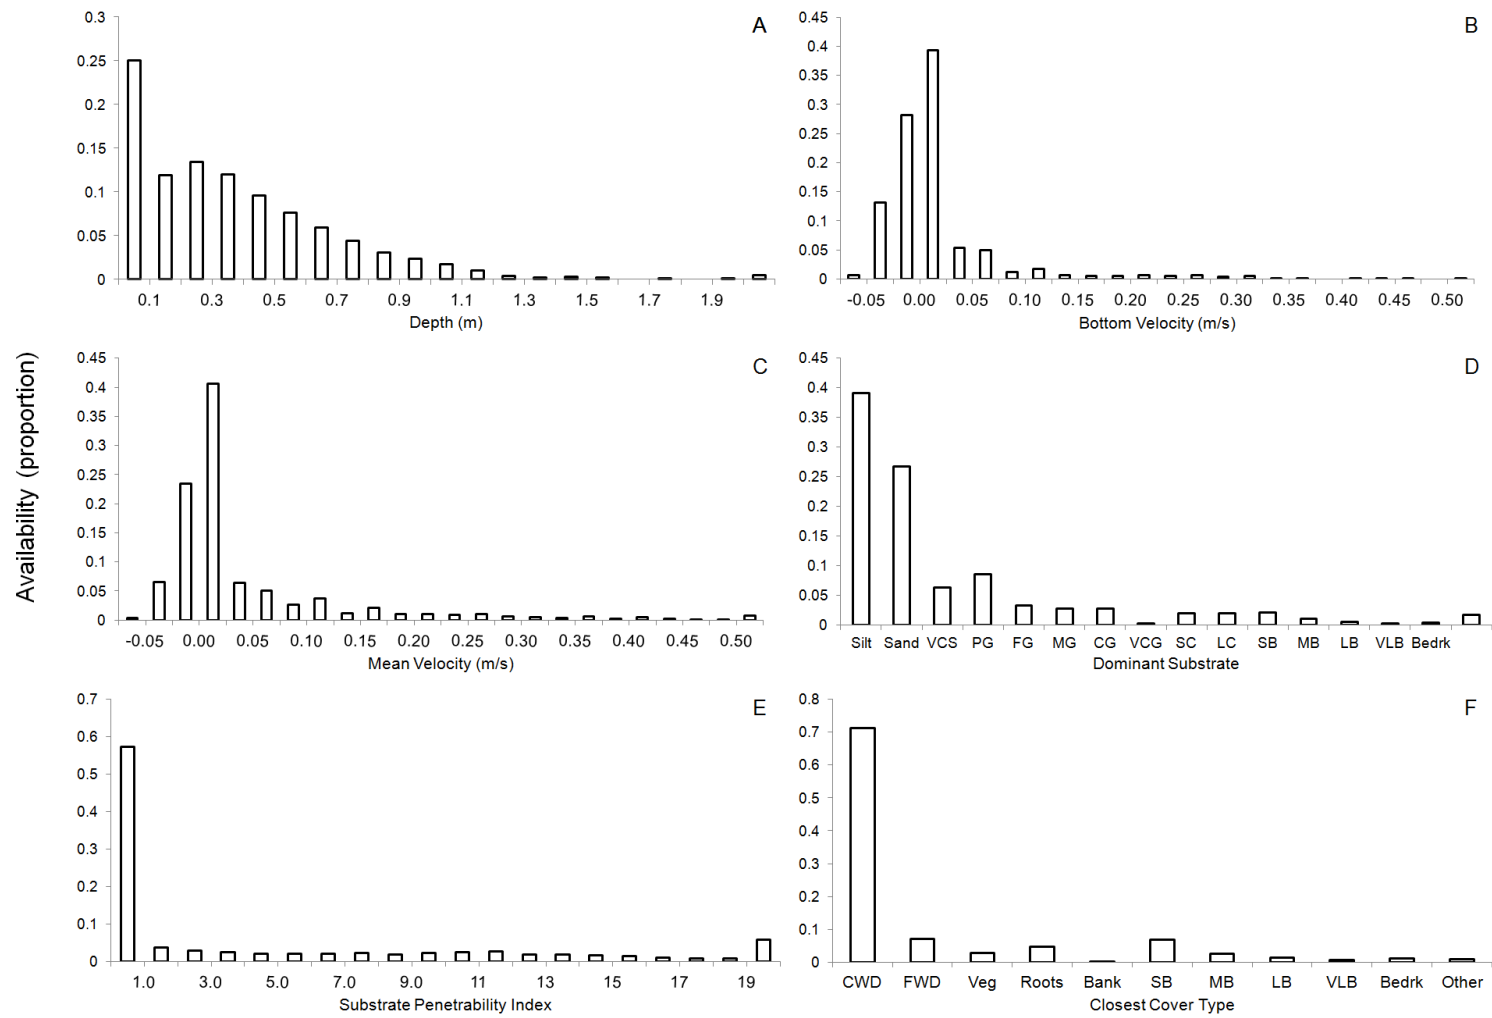 A
0.3
0.25
0.2
0.15
0.1
0.05
0
0.1 0.3 0.5 0.7 0.9 1.1 1.3 1.5 1.7 1.9
Depth (m)
B
0.45
0.4
0.35
0.3
0.25
0.2
0.15
0.1
0.05
0
-0.05 0.00 0.05 0.10 0.15 0.20 0.25 0.30 0.35 0.40 0.45 0.50
Bottom Velocity (m/s)
Availability (proportion)
C
0.45
0.4
0.35
0.3
0.25
0.2
0.15
0.1
0.05
0
-0.05 0.00 0.05 0.10 0.15 0.20 0.25 0.30 0.35 0.40 0.45 0.50
Mean Velocity (m/s)
D
0.45
0.4
0.35
0.3
0.25
0.2
0.15
0.1
0.05
0
Silt Sand VCS PG FG MG CG VCG SC LC SB MB LB VLB Bedrk
Dominant Substrate
E
0.7
0.6
0.5
0.4
0.3
0.2
0.1
0
1.0 3.0 5.0 7.0 9.0 11 13 15 17 19
Substrate Penetrability Index
F
0.8
0.7
0.6
0.5
0.4
0.3
0.2
0.1
0
CWD FWD Veg Roots Bank SB MB LB VLB Bedrk Other
Closest Cover Type